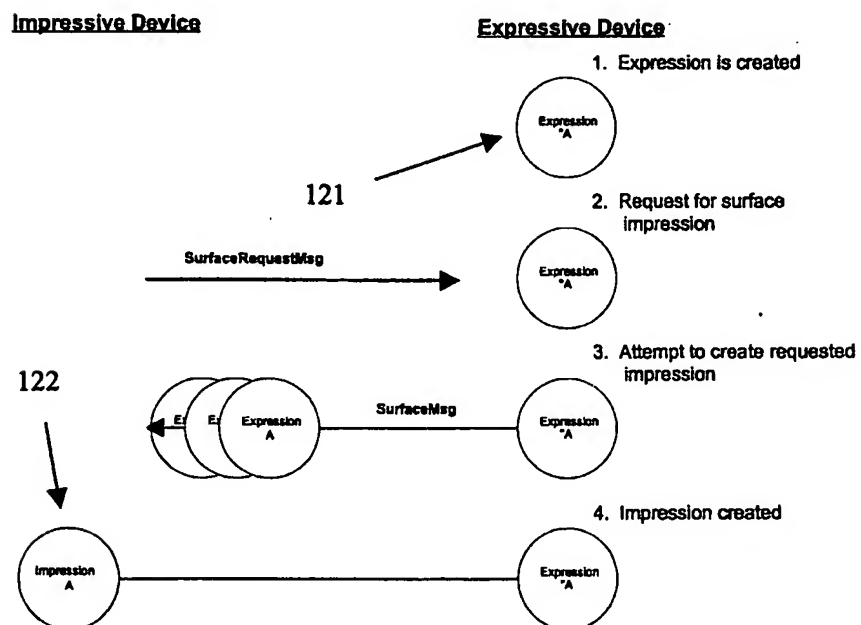 Impressive Device
Expressive Device
1. Expression is created
Expression
"A
121
2. Request for surface
impression
SurfaceRequestMsg
Expression
"A
3. Attempt to create requested
impression
122
E
E
Expression
A
SurfaceMsg
Expression
"A
4. Impression created
Impression
A
Expression
"A